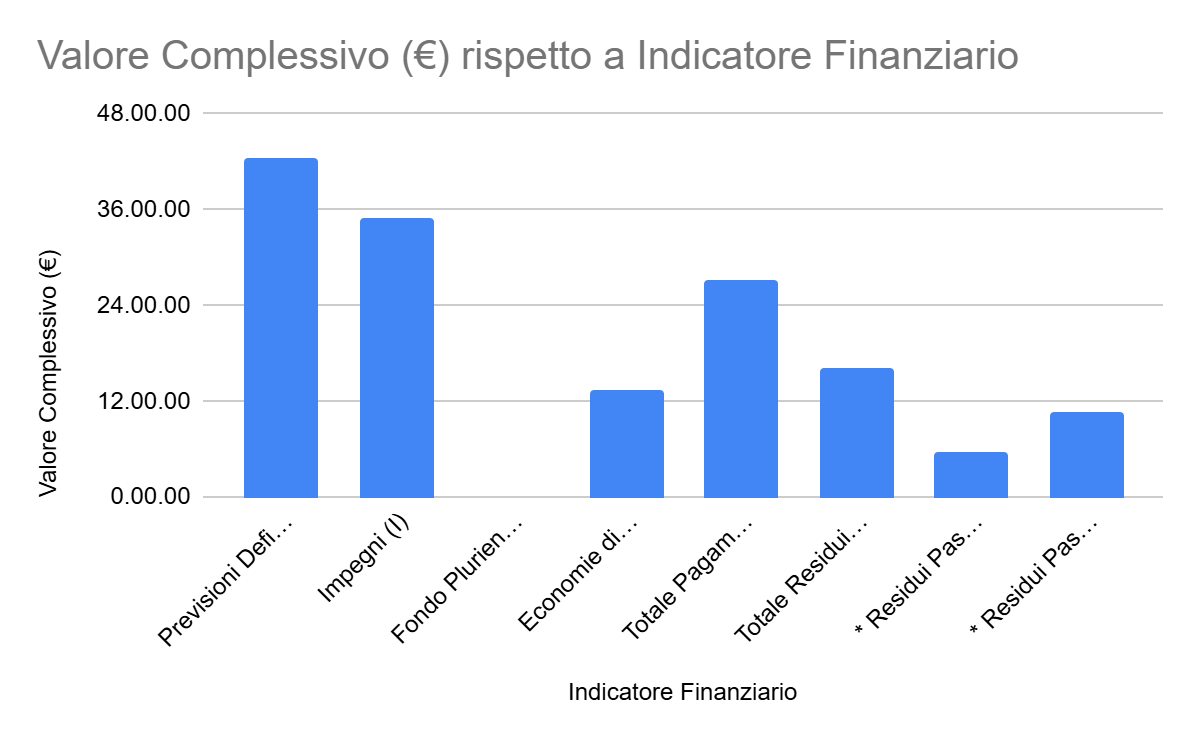 Valore Complessivo (€) rispetto a Indicatore Finanziario
48.00.00
36.00.00
24.00.00
12.00.00
0.00.00
Valore Complessivo (€)
Previsioni Defi…
Impegni (I)
Fondo Plurien…
Economie di…
Totale Pagam…
Totale Residui…
* Residui Pas…
* Residui Pas…
Indicatore Finanziario